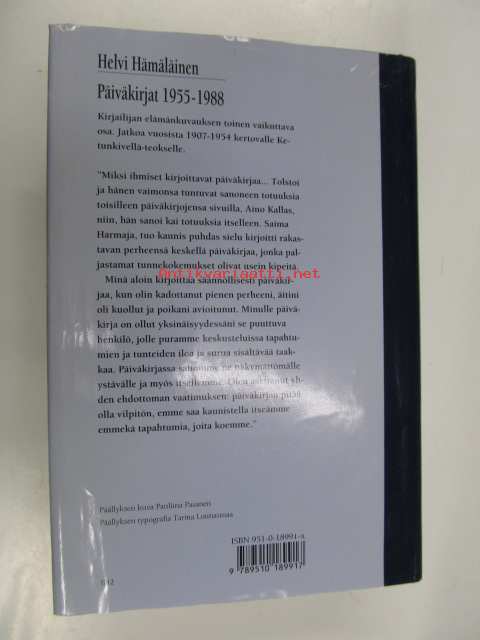 Helvi Hämäläinen
Päiväkirjat 1955-1988
Kirjailijan elämänkuvauksen toinen vaikuttava
osa. Jatkoa vuosista 1907-1954 kertovalle Ke-
tunkivellä-teokselle.
"Miksi ihmiset kirjoittavat päiväkirjaa... Tolstoi
ja hänen vaimonsa tuntuvat sanoneen totuuksia
toisilleen päiväkirjojensa sivuilla, Aino Kallas,
niin, hän sanoi kai totuuksia itselleen. Saima
Harmaja, tuo kaunis puhdas sielu kirjoitti rakas-
tavan perheensä keskellä päiväkirjaa, jonka pal-
jastamat tunnekokemukset olivat usein kipeitä.
Antikvariaatti.net
Minä aloin kirjoittaa säännöllisesti päiväkir-
jaa, kun olin kadottanut pienen perheeni, äitini
oli kuollut ja poikani avioitunut. Minulle päivä-
kirja on ollut yksinäisyydessäni se puuttuva
henkilö, jolle puramme keskusteluissa tapahtu-
mien ja tunteiden iloa ja surua sisältävää taak-
kaa. Päiväkirjassa sanomme ne näkymättömälle
ystävälle ja myös itsellemme. Olen asettanut yh-
den ehdottoman vaatimuksen: päiväkirjan pitää
olla vilpitön, emme saa kaunistella itseämme
emmekä tapahtumia, joita koemme."
Päällyksen kuva Pauliina Pasanen
Päällyksen typografia Tarina
ISBN 951-0-18991-x
9 789510 189917